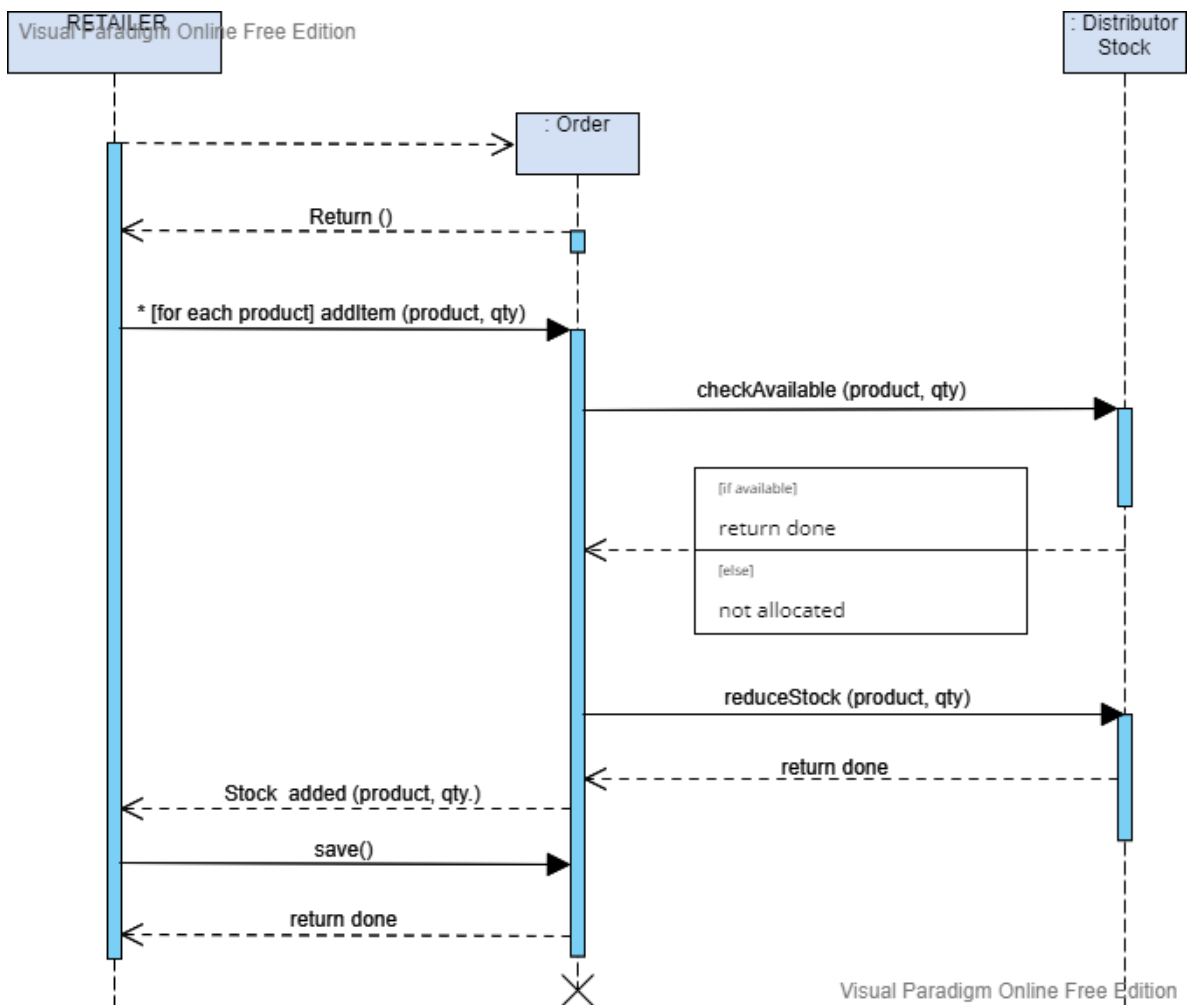 RETAILER
Visual Paradigm Online Free Edition
: Distributor
Stock
: Order
Return ()
* [for each product] addItem (product, qty)
checkAvailable (product, qty)
[if available]
return done
[else]
not allocated
reduceStock (product, qty)
return done
Stock  added (product, qty.)
save()
return done
Visual Paradigm Online Free Edition